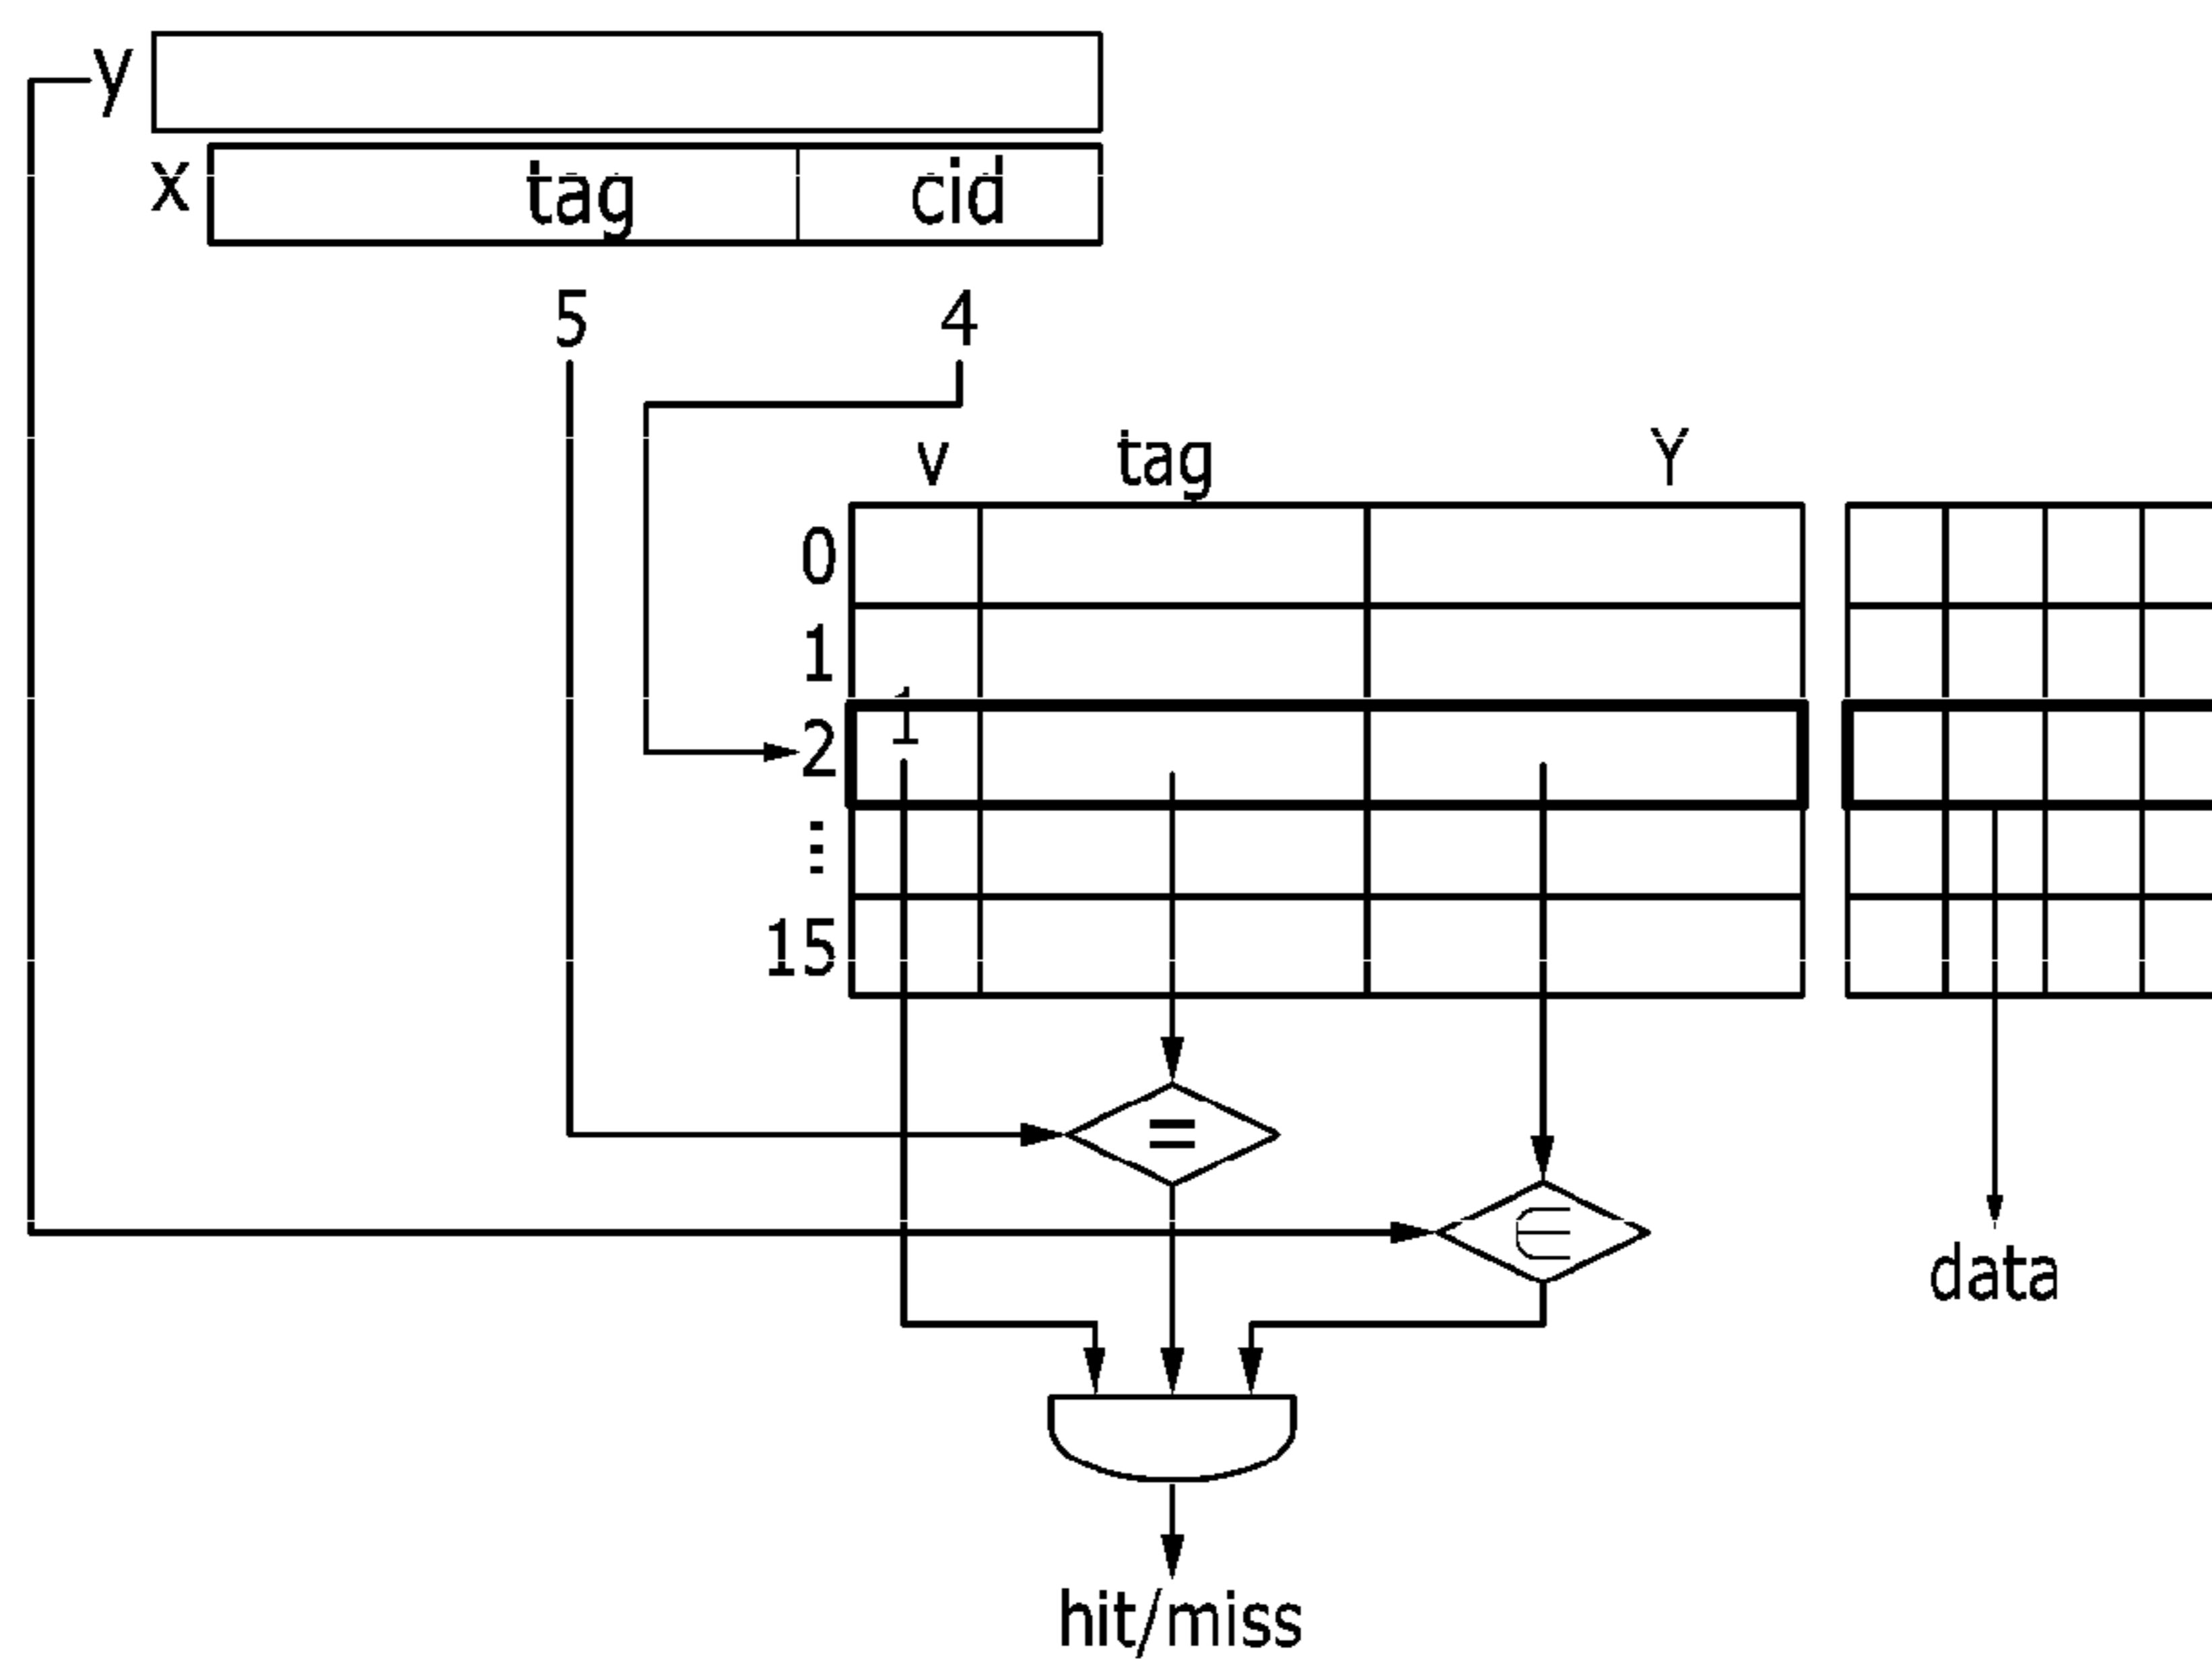 y
x tag cid
5 4
v tag Y
0
1
1
2
⋮
15
=
∈
data
hit/miss